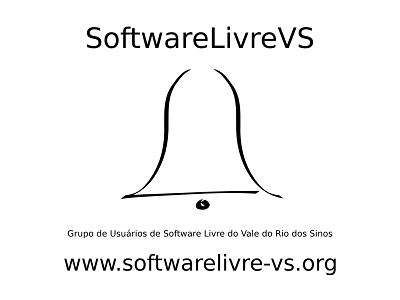 SoftwareLivreVS
Grupo de Usuários de Software Livre do Vale do Rio dos Sinos
www.softwarelivre-vs.org